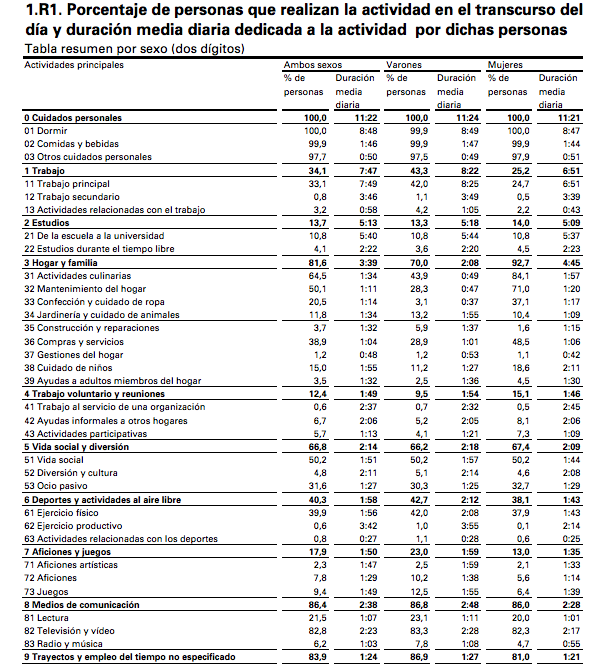 1.R1. Porcentaje de personas que realizan la actividad en el transcurso del
día y duración media diaria dedicada a la actividad por dichas personas
Tabla resumen por sexo (dos dígitos)
Actividades principales Ambos sexos Varones Mujeres
% de Duración % de Duración % de Duración
personas media personas media personas media
diaria diaria diaria
0 Cuidados personales 100,0 11:22 100,0 11:24 100,0 11:21
01 Dormir 100,0 8:48 99,9 8:49 100,0 8:47
02 Comidas y bebidas 99,9 1:46 99,9 1:47 99,9 1:44
03 Otros cuidados personales 97,7 0:50 97,5 0:49 97,9 0:51
1 Trabajo 34,1 7:47 43,3 8:22 25,2 6:51
11 Trabajo principal 33,1 7:49 42,0 8:25 24,7 6:51
12 Trabajo secundario 0,8 3:46 1,1 3:49 0,5 3:39
13 Actividades relacionadas con el trabajo 3,2 0:58 4,2 1:05 2,2 0:43
2 Estudios 13,7 5:13 13,3 5:18 14,0 5:09
21 De la escuela a la universidad 10,8 5:40 10,8 5:44 10,8 5:37
22 Estudios durante el tiempo libre 4,1 2:22 3,6 2:20 4,5 2:23
3 Hogar y familia 81,6 3:39 70,0 2:08 92,7 4:45
31 Actividades culinarias 64,5 1:34 43,9 0:49 84,1 1:57
32 Mantenimiento del hogar 50,1 1:11 28,3 0:47 71,0 1:20
33 Confección y cuidado de ropa 20,5 1:14 3,1 0:37 37,1 1:17
34 Jardinería y cuidado de animales 11,8 1:34 13,2 1:55 10,4 1:09
35 Construcción y reparaciones 3,7 1:32 5,9 1:37 1,6 1:15
36 Compras y servicios 38,9 1:04 28,9 1:01 48,5 1:06
37 Gestiones del hogar 1,2 0:48 1,2 0:53 1,1 0:42
38 Cuidado de niños 15,0 1:55 11,2 1:27 18,6 2:11
39 Ayudas a adultos miembros del hogar 3,5 1:32 2,5 1:36 4,5 1:30
4 Trabajo voluntario y reuniones 12,4 1:49 9,5 1:54 15,1 1:46
41 Trabajo al servicio de una organización 0,6 2:37 0,7 2:32 0,5 2:45
42 Ayudas informales a otros hogares 6,7 2:06 5,2 2:05 8,1 2:06
43 Actividades participativas 5,7 1:13 4,1 1:21 7,3 1:09
5 Vida social y diversión 66,8 2:14 66,2 2:18 67,4 2:09
51 Vida social 50,2 1:51 50,2 1:57 50,2 1:44
52 Diversión y cultura 4,8 2:11 5,1 2:14 4,6 2:08
53 Ocio pasivo 31,6 1:27 30,3 1:25 32,7 1:29
6 Deportes y actividades al aire libre 40,3 1:58 42,7 2:12 38,1 1:43
61 Ejercicio físico 39,9 1:56 42,0 2:08 37,9 1:43
62 Ejercicio productivo 0,6 3:42 1,0 3:55 0,1 2:14
63 Actividades relacionadas con los deportes 0,8 0:27 1,1 0:28 0,6 0:25
7 Aficiones y juegos 17,9 1:50 23,0 1:59 13,0 1:35
71 Aficiones artísticas 2,3 1:47 2,5 1:59 2,1 1:33
72 Aficiones 7,8 1:29 10,2 1:38 5,6 1:14
73 Juegos 9,4 1:49 12,5 1:55 6,4 1:39
8 Medios de comunicación 86,4 2:38 86,8 2:48 86,0 2:28
81 Lectura 21,5 1:07 23,1 1:11 20,0 1:01
82 Televisión y vídeo 82,8 2:23 83,3 2:28 82,3 2:17
83 Radio y música 6,2 1:03 7,8 1:08 4,7 0:55
9 Trayectos y empleo del tiempo no especificado 83,9 1:24 86,9 1:27 81,0 1:21